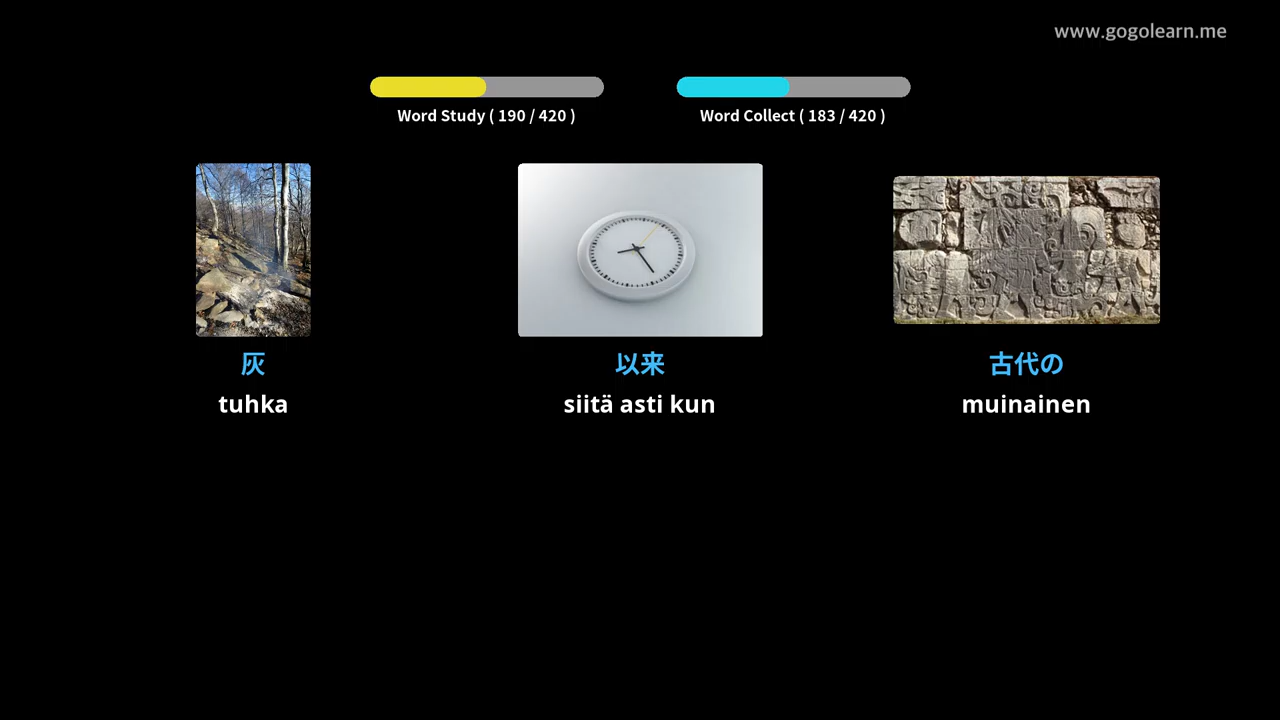 www.gogolearn.me
Word Study ( 190 / 420 )
Word Collect ( 183 / 420 )
灰
tuhka
以来
siitä asti kun
古代の
muinainen